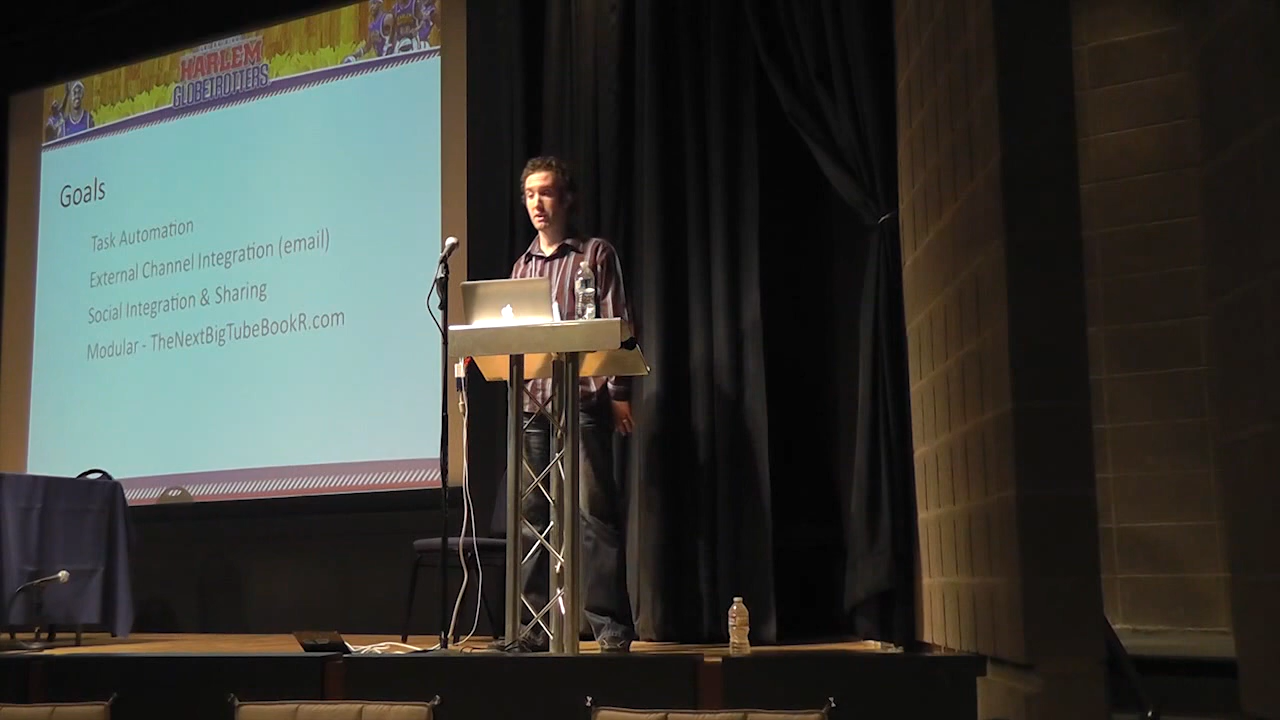 HARLEM
GLOBETROTTERS
Goals
Task Automation
External Channel Integration (email)
Social Integration & Sharing
Modular - TheNextBigTubeBookR.com